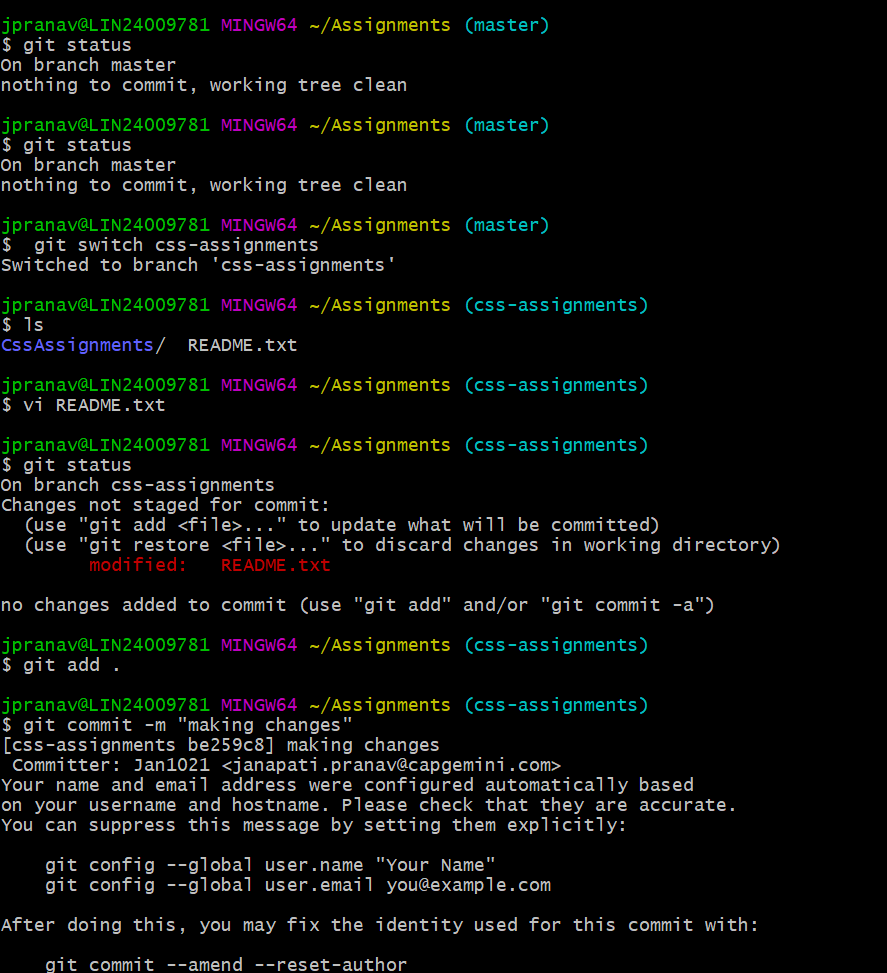 jpranav@LIN24009781 MINGW64 ~/Assignments (master)
$ git status
On branch master
nothing to commit, working tree clean
jpranav@LIN24009781 MINGW64 ~/Assignments (master)
$ git status
On branch master
nothing to commit, working tree clean
jpranav@LIN24009781 MINGW64 ~/Assignments (master)
$  git switch css-assignments
Switched to branch 'css-assignments'
jpranav@LIN24009781 MINGW64 ~/Assignments (css-assignments)
$ ls
CssAssignments/  README.txt
jpranav@LIN24009781 MINGW64 ~/Assignments (css-assignments)
$ vi README.txt
jpranav@LIN24009781 MINGW64 ~/Assignments (css-assignments)
$ git status
On branch css-assignments
Changes not staged for commit:
  (use "git add <file>..." to update what will be committed)
  (use "git restore <file>..." to discard changes in working directory)
        modified:   README.txt
no changes added to commit (use "git add" and/or "git commit -a")
jpranav@LIN24009781 MINGW64 ~/Assignments (css-assignments)
$ git add .
jpranav@LIN24009781 MINGW64 ~/Assignments (css-assignments)
$ git commit -m "making changes"
[css-assignments be259c8] making changes
 Committer: Jan1021 <janapati.pranav@capgemini.com>
Your name and email address were configured automatically based
on your username and hostname. Please check that they are accurate.
You can suppress this message by setting them explicitly:
    git config --global user.name "Your Name"
    git config --global user.email you@example.com
After doing this, you may fix the identity used for this commit with:
    git commit --amend --reset-author